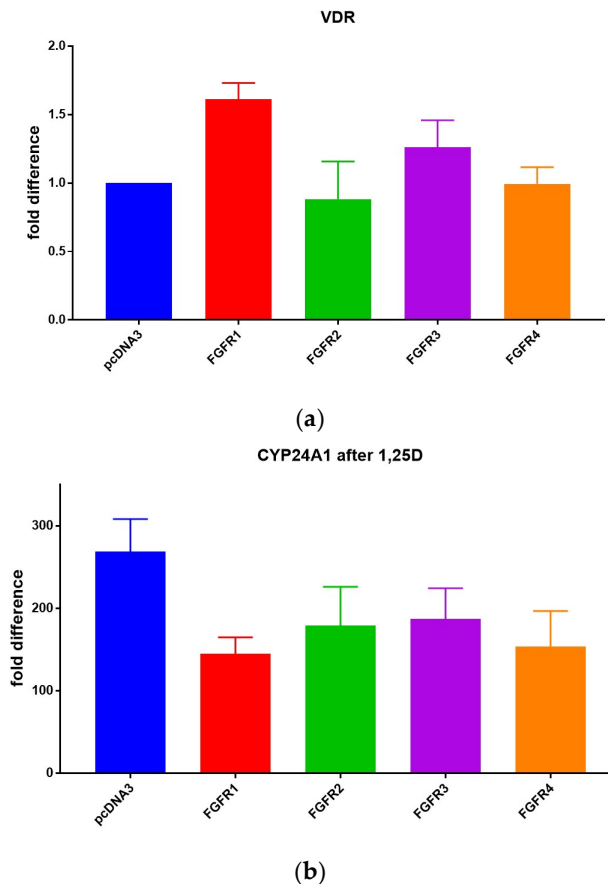 VDR
fold difference
2.0
1.5
1.0
0.5
0.0
pcDNA3
FGFR1
FGFR2
FGFR3
FGFR4
(a)
CYP24A1 after 1,25D
fold difference
300
200
100
0
pcDNA3
FGFR1
FGFR2
FGFR3
FGFR4
(b)